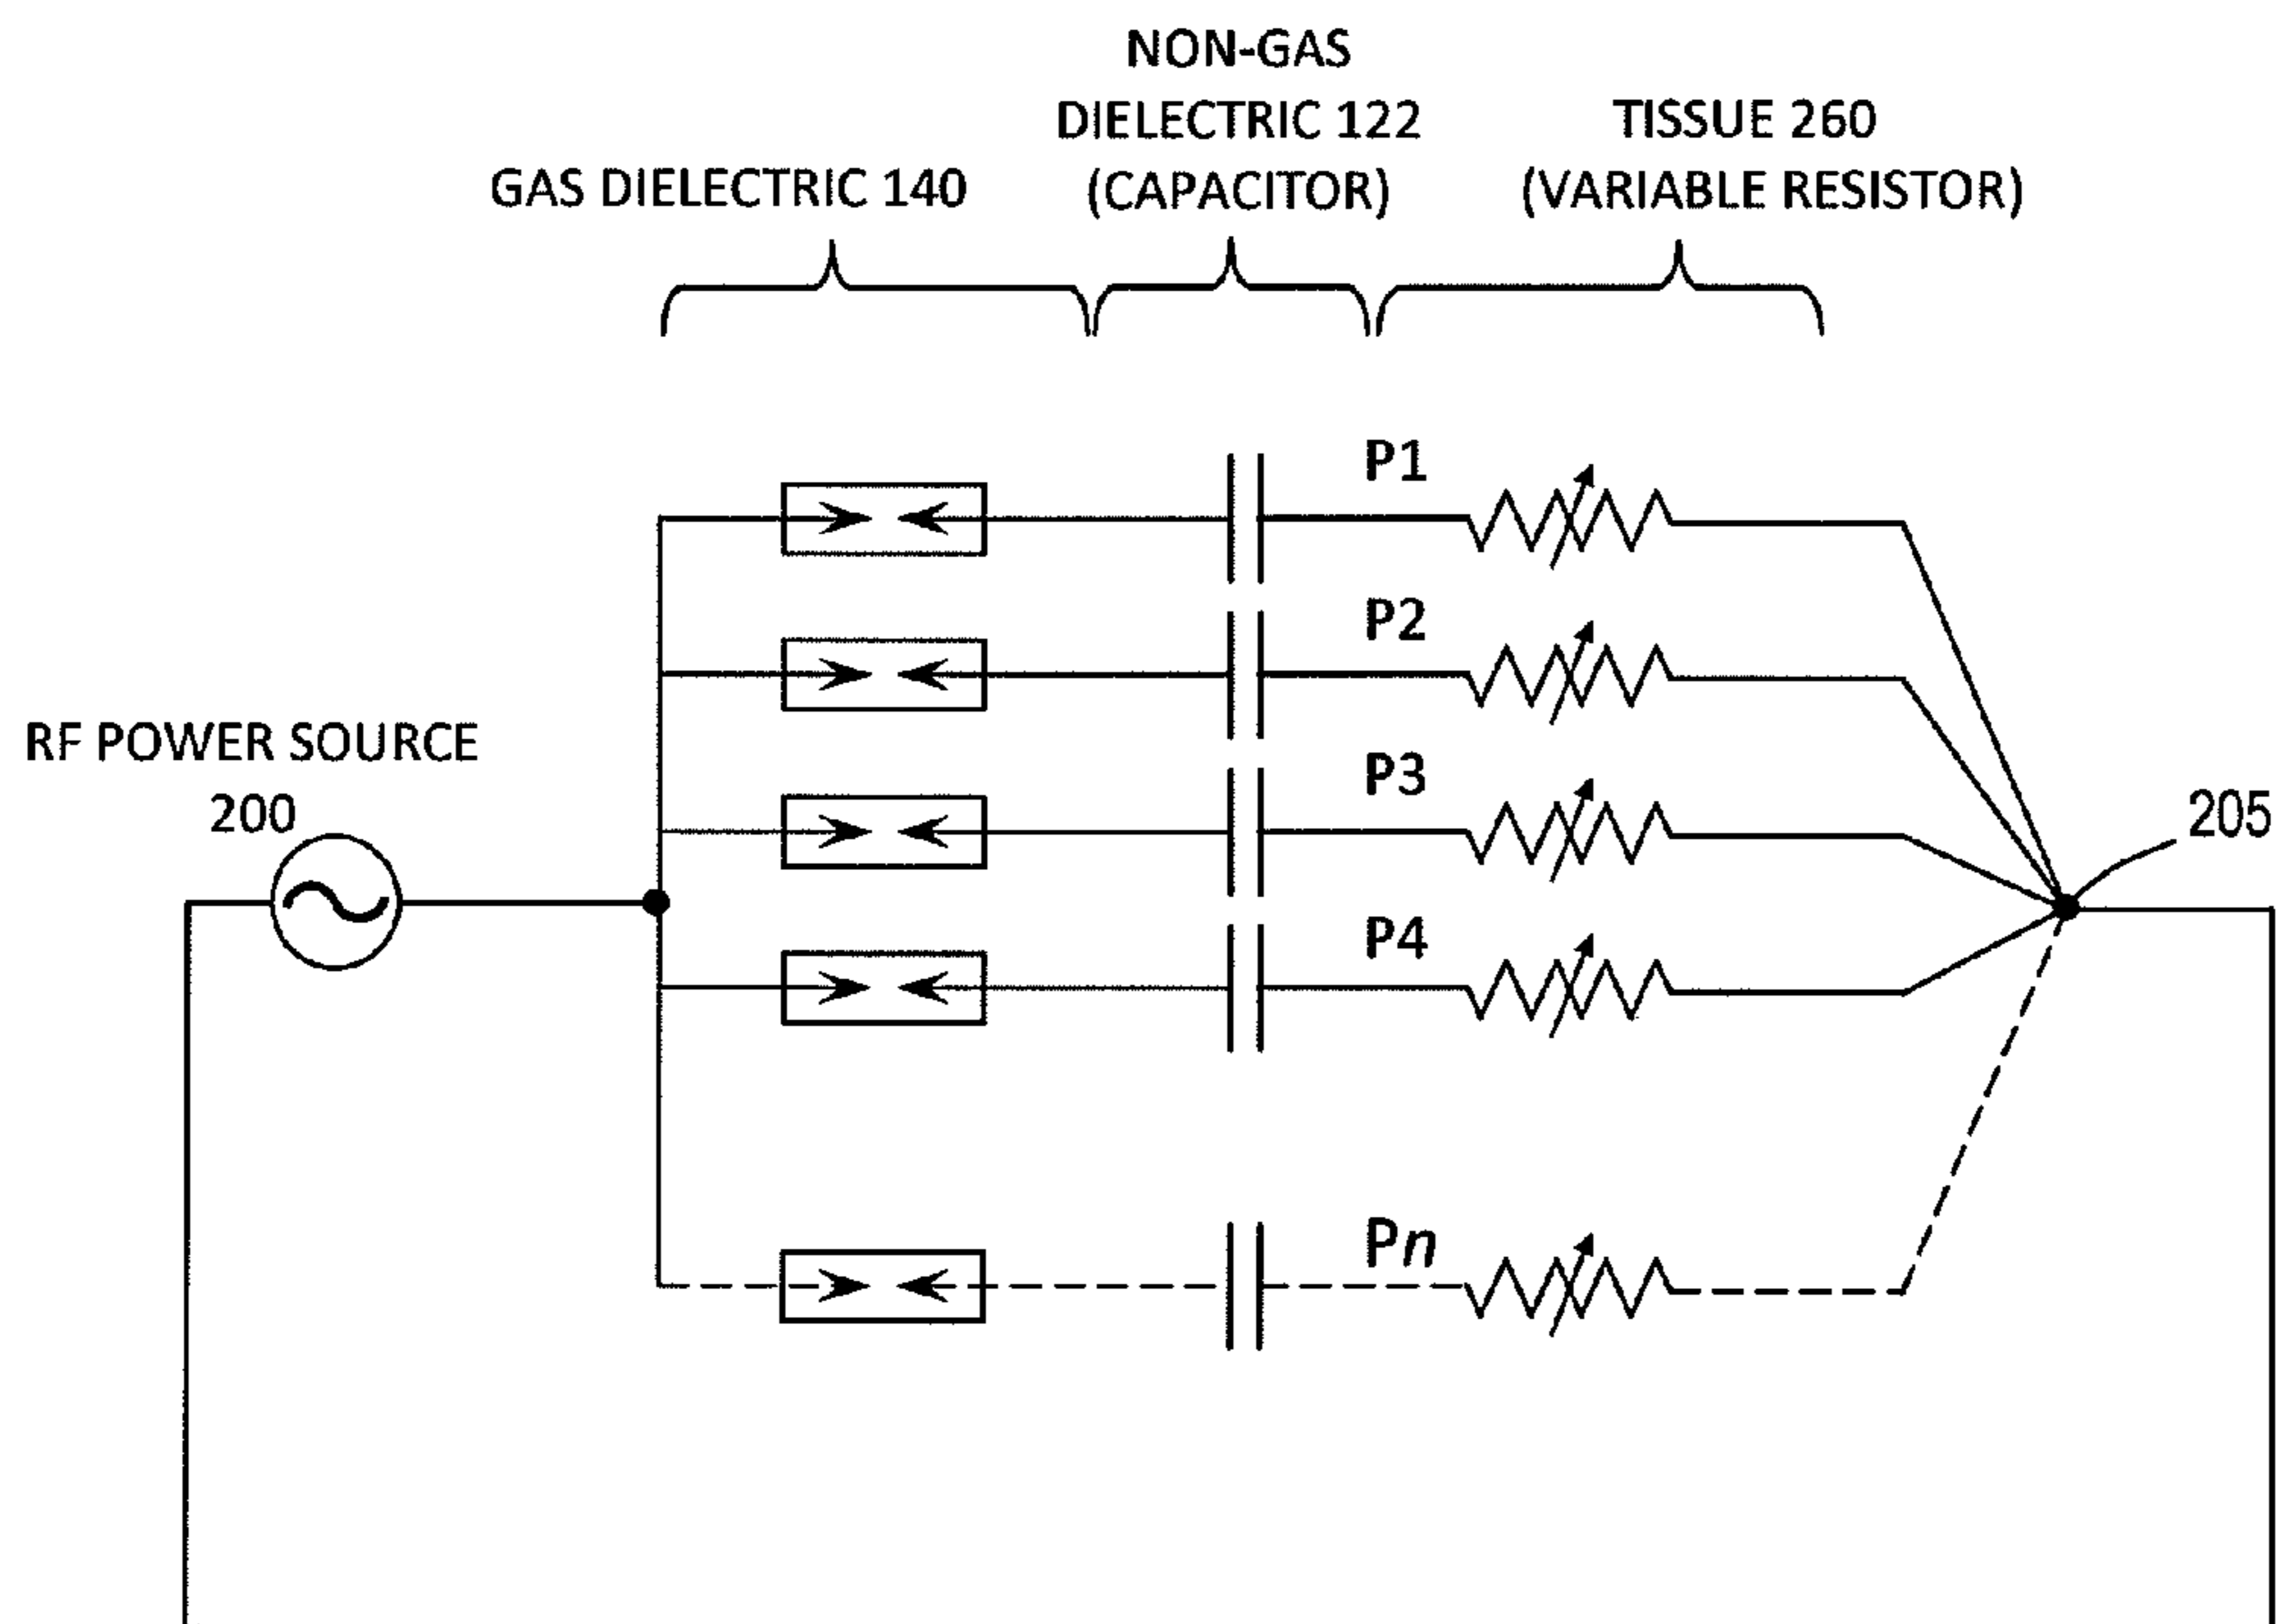 NON-GAS
DIELECTRIC 122
(CAPACITOR)
TISSUE 260
(VARIABLE RESISTOR)
GAS DIELECTRIC 140
P1
P2
RF POWER SOURCE
200
P3
205
P4
Pn